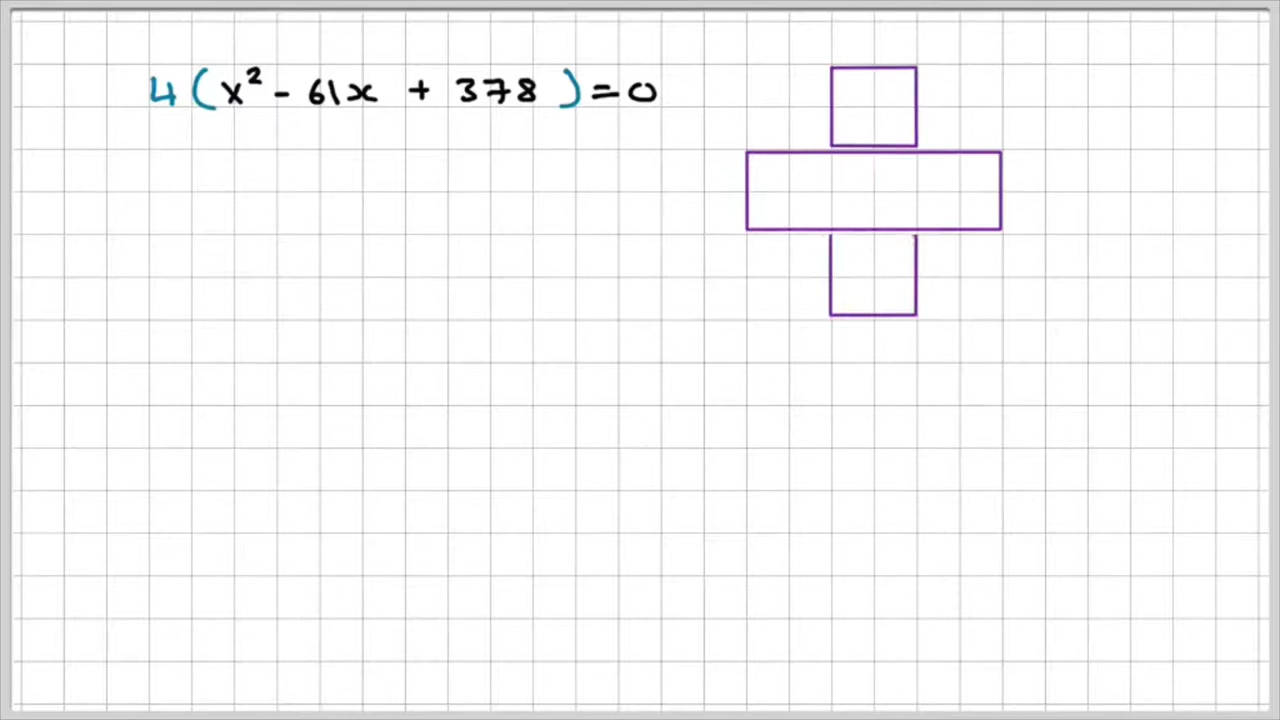 4(x² - 61x + 378) = 0